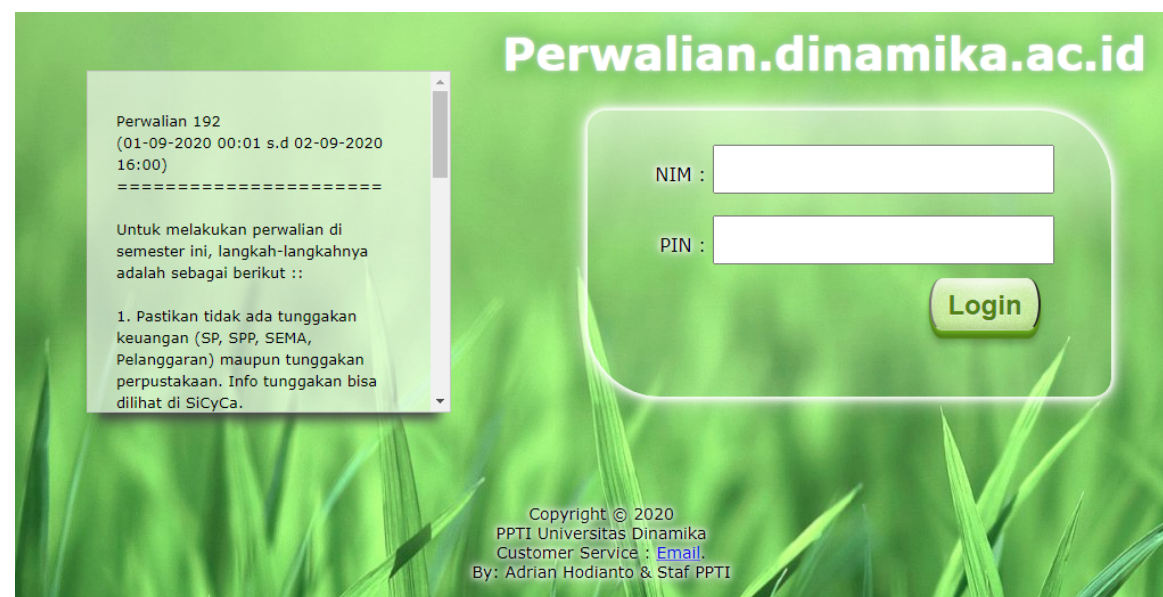 Perwalian.dinamika.ac.id
Perwalian 192
(01-09-2020 00:01 s.d 02-09-2020
16:00)
======================
Untuk melakukan perwalian di
semester ini, langkah-langkahnya
adalah sebagai berikut ::
1. Pastikan tidak ada tunggakan
keuangan (SP, SPP, SEMA,
Pelanggaran) maupun tunggakan
perpustakaan. Info tunggakan bisa
dilihat di SiCyCa.
NIM :
PIN :
Login
Copyright © 2020
PPTI Universitas Dinamika
Customer Service : Email.
By: Adrian Hodianto & Staf PPTI